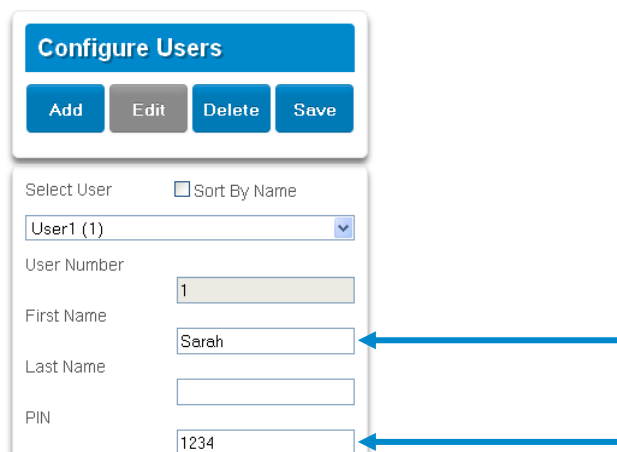 Configure Users
Add Edit Delete Save
Select User Sort By Name
User1 (1)
User Number
1
First Name
Sarah
Last Name
PIN
1234